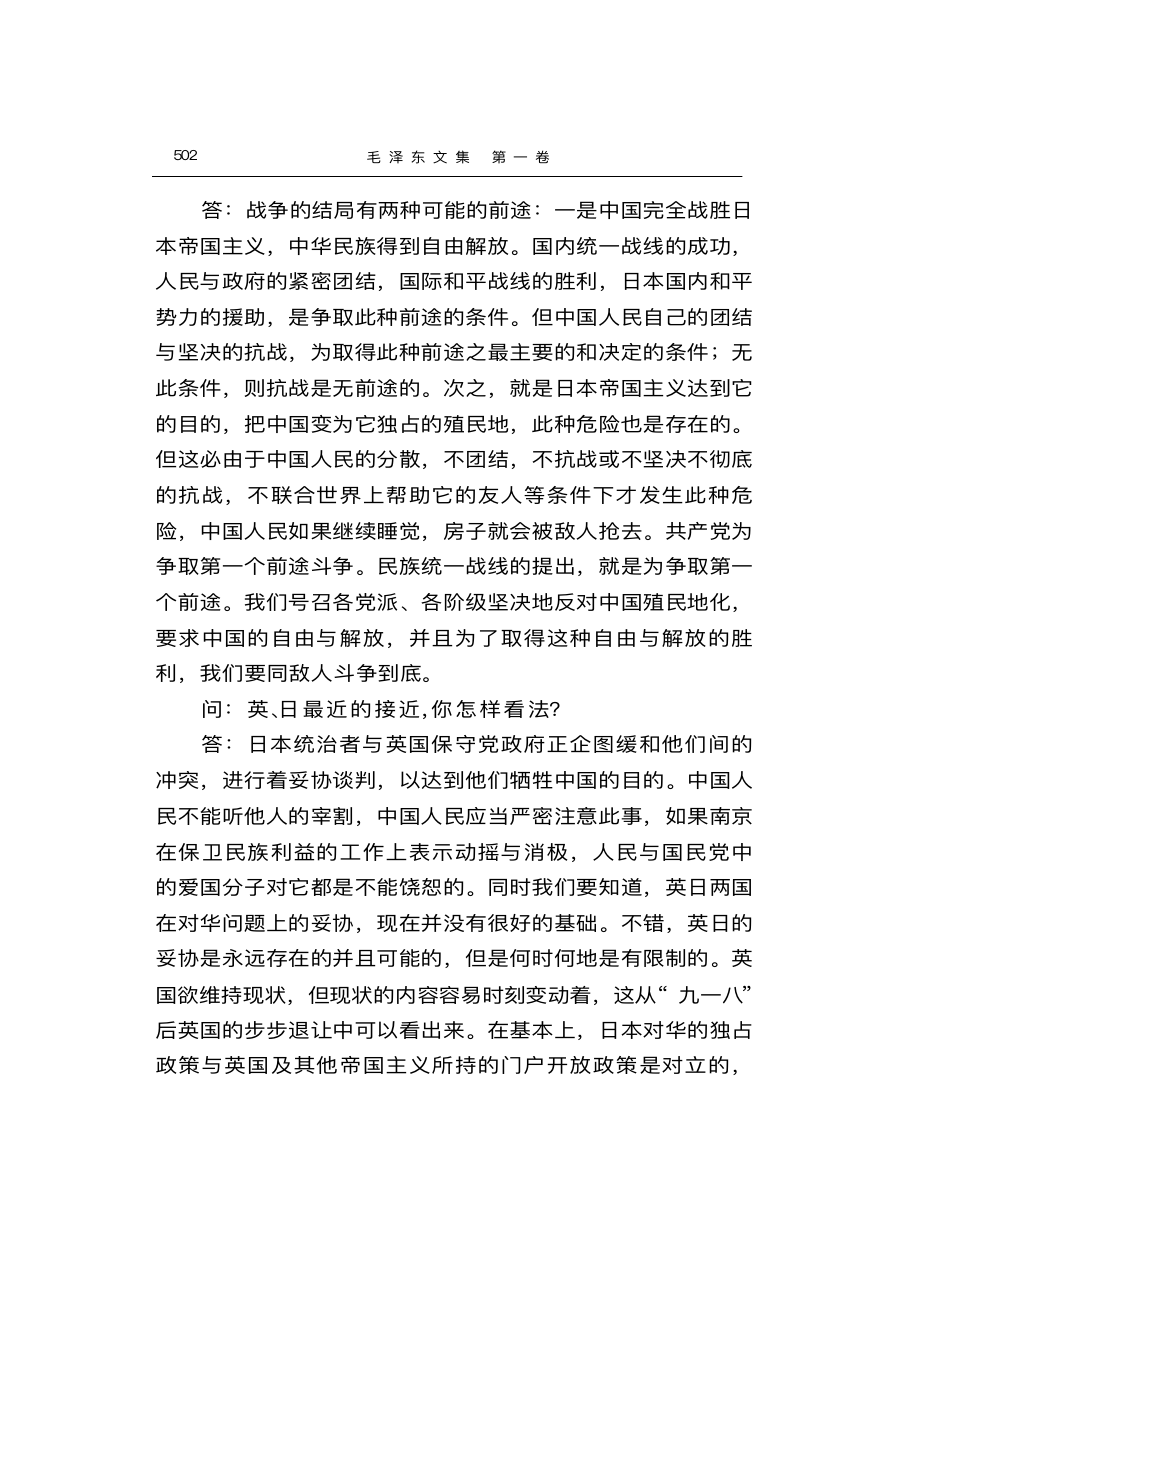 502
毛泽东文集 第一卷
答：战争的结局有两种可能的前途：一是中国完全战胜日
本帝国主义，中华民族得到自由解放。国内统一战线的成功，
人民与政府的紧密团结，国际和平战线的胜利，日本国内和平
势力的援助，是争取此种前途的条件。但中国人民自己的团结
与坚决的抗战，为取得此种前途之最主要的和决定的条件；无
此条件，则抗战是无前途的。次之，就是日本帝国主义达到它
的目的，把中国变为它独占的殖民地，此种危险也是存在的。
但这必由于中国人民的分散，不团结，不抗战或不坚决不彻底
的抗战，不联合世界上帮助它的友人等条件下才发生此种危
险，中国人民如果继续睡觉，房子就会被敌人抢去。共产党为
争取第一个前途斗争。民族统一战线的提出，就是为争取第一
个前途。我们号召各党派、各阶级坚决地反对中国殖民地化，
要求中国的自由与解放，并且为了取得这种自由与解放的胜
利，我们要同敌人斗争到底。
问：英、日最近的接近,你怎样看法?
答：日本统治者与英国保守党政府正企图缓和他们间的
冲突，进行着妥协谈判，以达到他们牺牲中国的目的。中国人
民不能听他人的宰割，中国人民应当严密注意此事，如果南京
在保卫民族利益的工作上表示动摇与消极，人民与国民党中
的爱国分子对它都是不能饶恕的。同时我们要知道，英日两国
在对华问题上的妥协，现在并没有很好的基础。不错，英日的
妥协是永远存在的并且可能的，但是何时何地是有限制的。英
国欲维持现状，但现状的内容容易时刻变动着，这从“ 九一八”
后英国的步步退让中可以看出来。在基本上，日本对华的独占
政策与英国及其他帝国主义所持的门户开放政策是对立的，